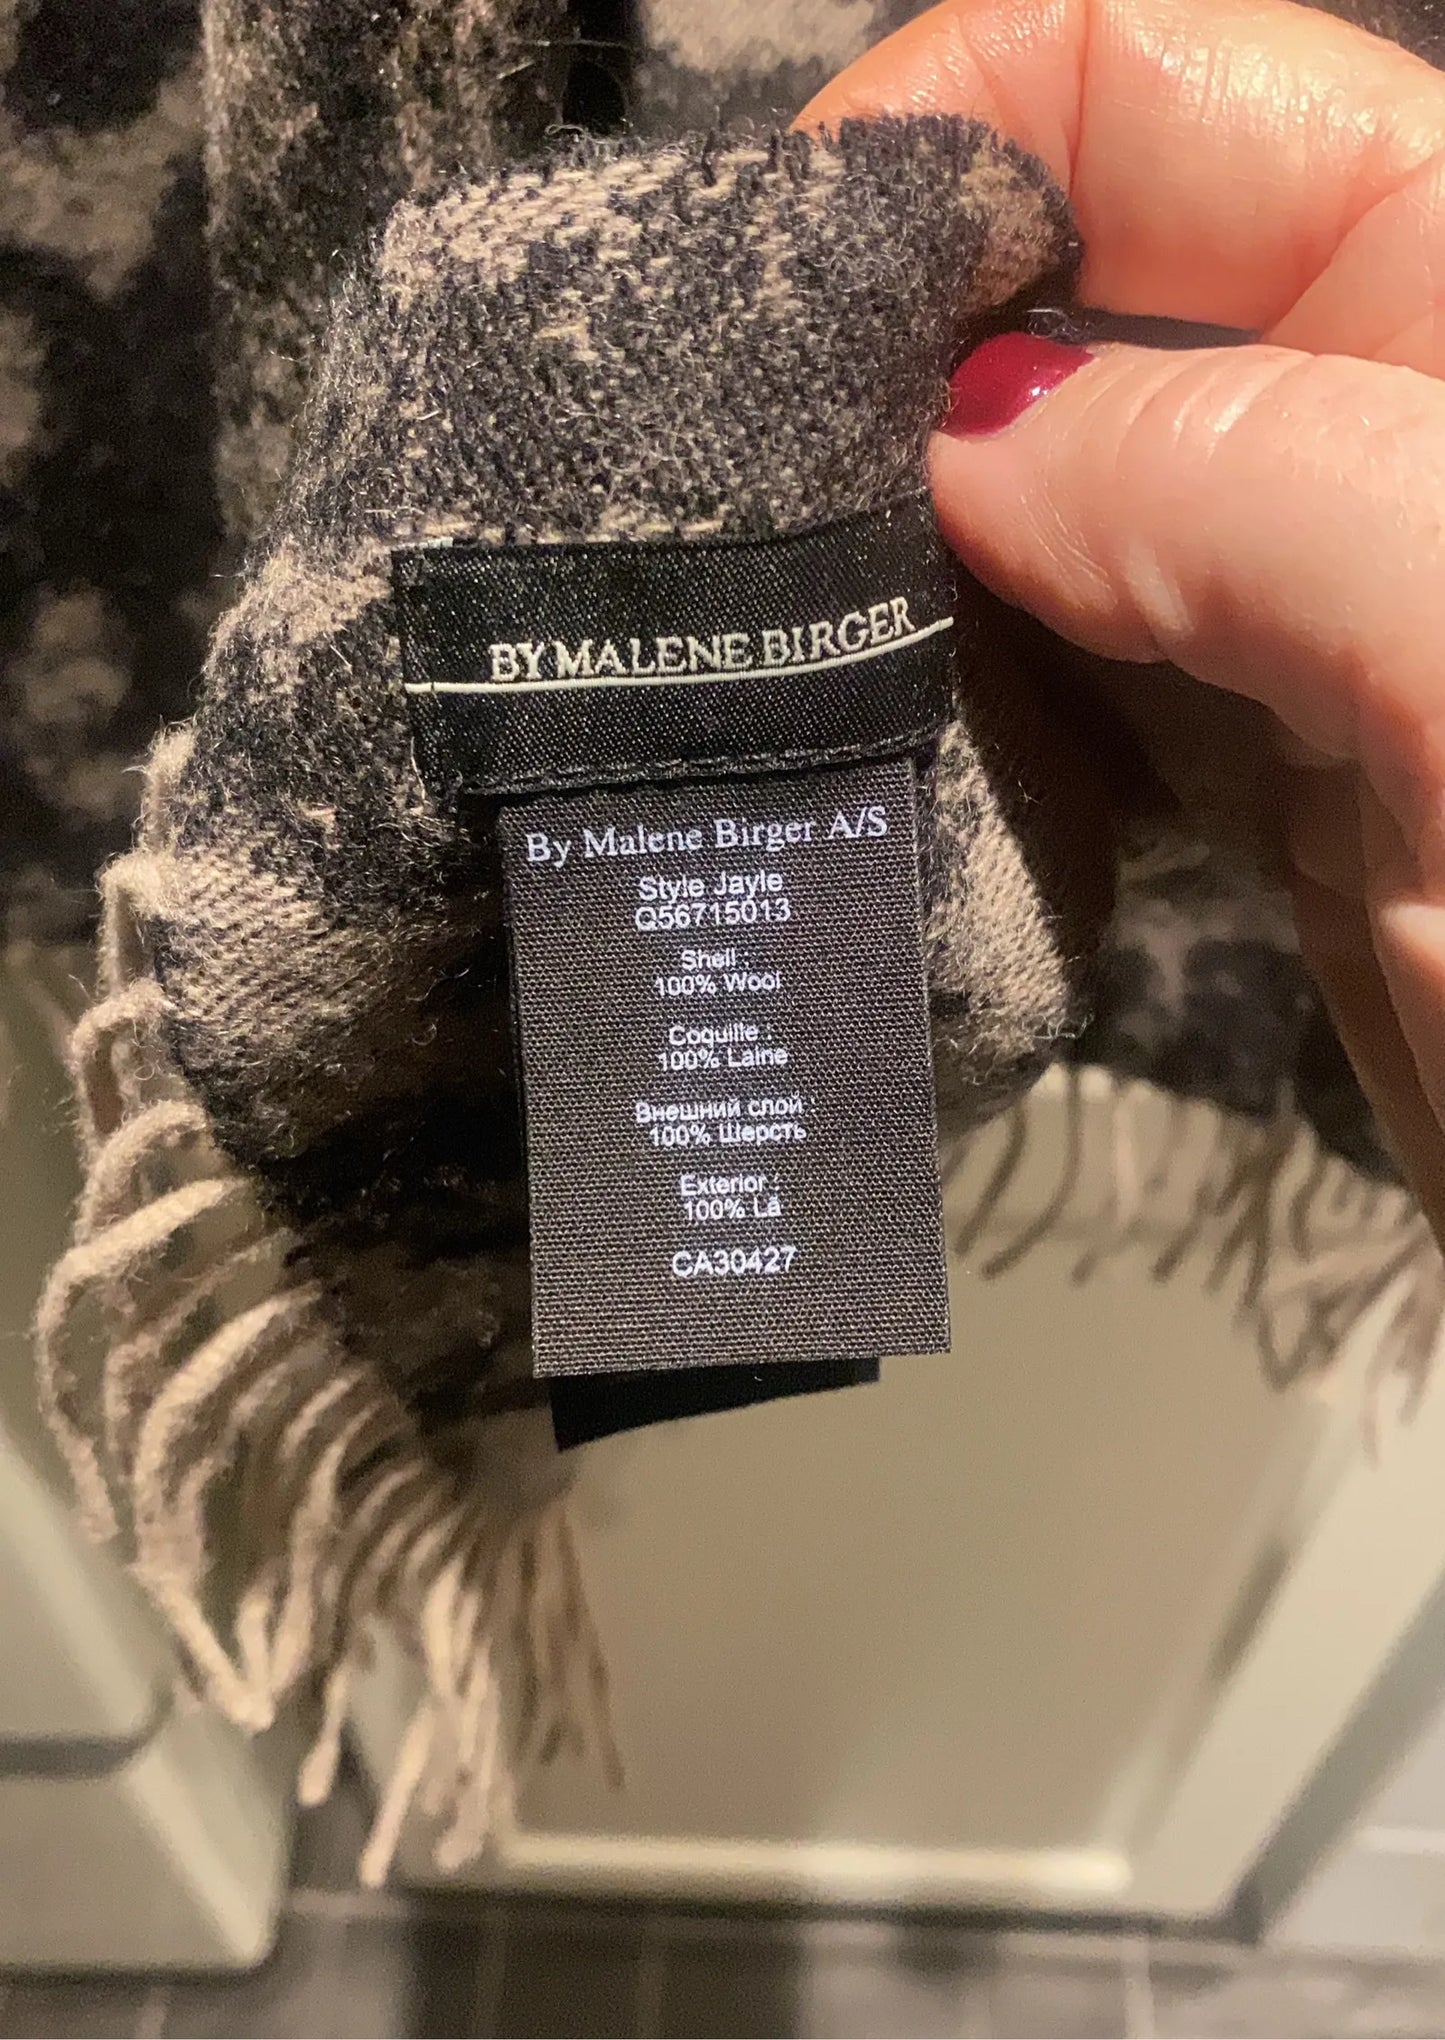 BY MALENE BIRGER
By Malene Birger A/S
Style Jayle
Q56715013
Shell :
100% Wool
Coquille :
100% Laine
Внешний слой :
100% Шерсть
Exterior :
100% Lã
CA30427